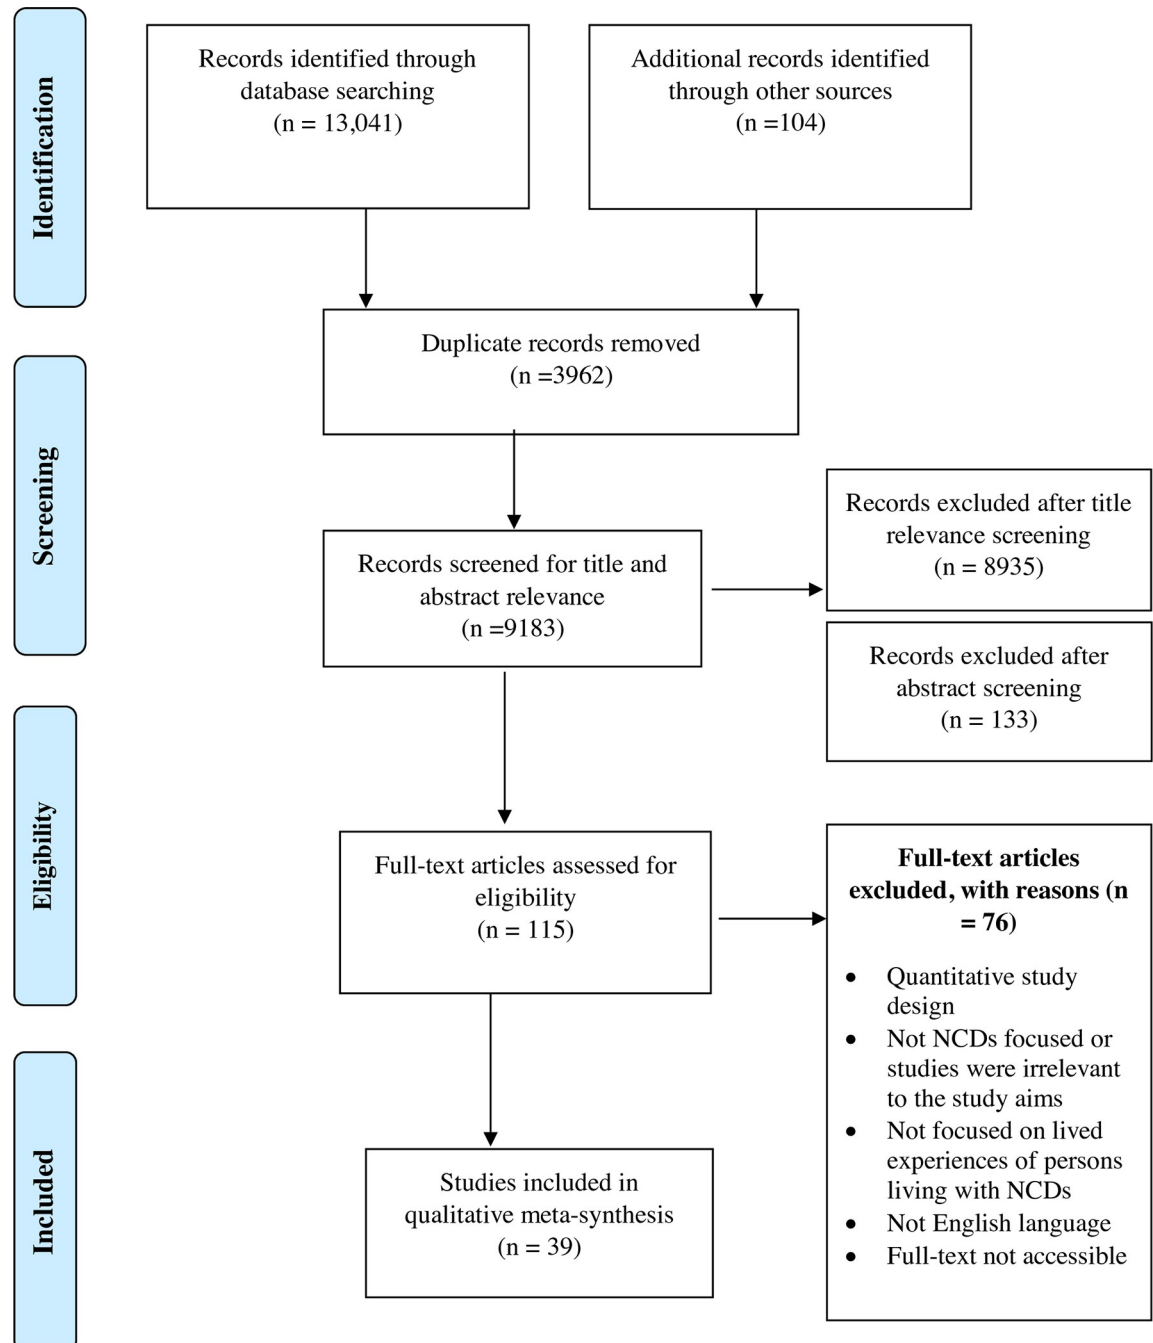 Identification
Records identified through
database searching
(n = 13,041)
Additional records identified
through other sources
(n =104)
Duplicate records removed
(n =3962)
Screening
Records screened for title and
abstract relevance
(n =9183)
Records excluded after title
relevance screening
(n = 8935)
Records excluded after
abstract screening
(n = 133)
Eligibility
Full-text articles assessed for
eligibility
(n = 115)
Full-text articles
excluded, with reasons (n
= 76)
• Quantitative study
design
• Not NCDs focused or
studies were irrelevant
to the study aims
• Not focused on lived
experiences of persons
living with NCDs
• Not English language
• Full-text not accessible
Included
Studies included in
qualitative meta-synthesis
(n = 39)